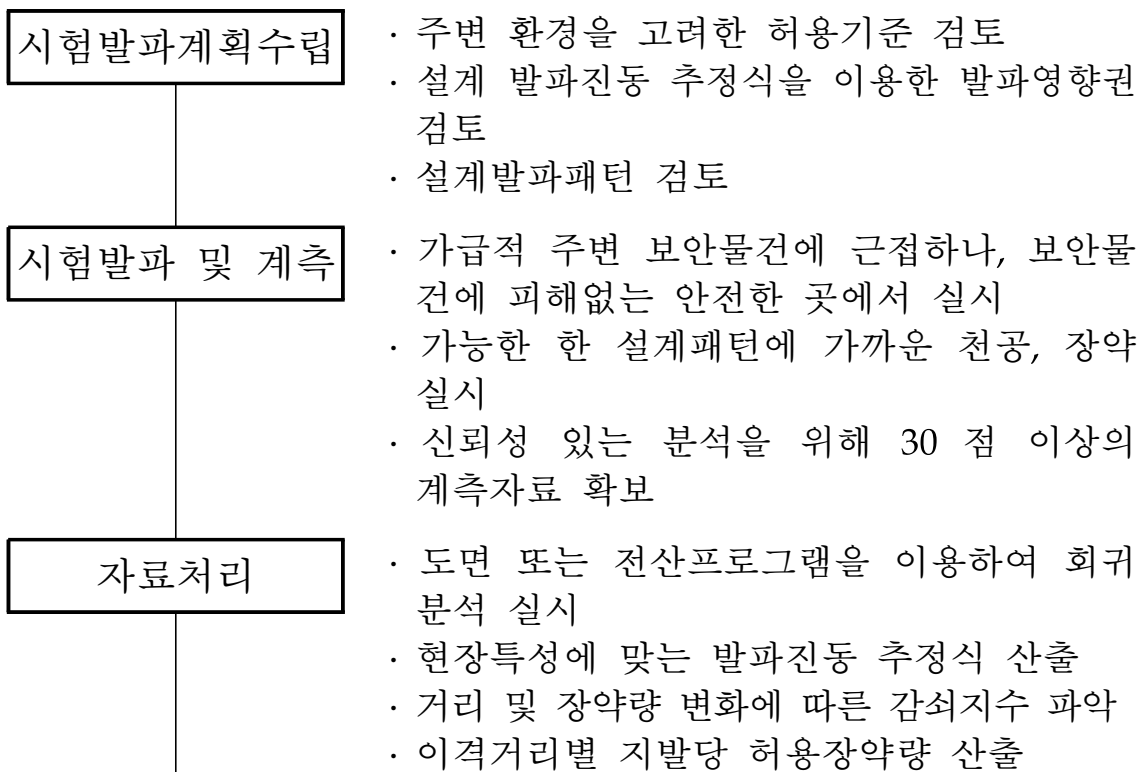 시험발파계획수립
· 주변 환경을 고려한 허용기준 검토
· 설계 발파진동 추정식을 이용한 발파영향권
검토
· 설계발파패턴 검토
시험발파 및 계측
· 가급적 주변 보안물건에 근접하나, 보안물
건에 피해없는 안전한 곳에서 실시
· 가능한 한 설계패턴에 가까운 천공, 장약
실시
· 신뢰성 있는 분석을 위해 30 점 이상의
계측자료 확보
자료처리
· 도면 또는 전산프로그램을 이용하여 회귀
분석 실시
· 현장특성에 맞는 발파진동 추정식 산출
· 거리 및 장약량 변화에 따른 감쇠지수 파악
· 이격거리별 지발당 허용장약량 산출